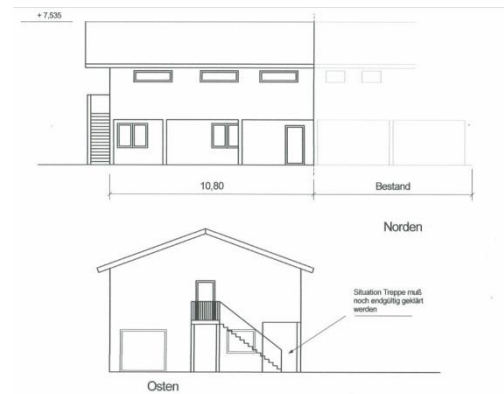 + 7,535
10,80
Bestand
Norden
Situation Treppe muß
noch endgültig geklärt
werden
Osten